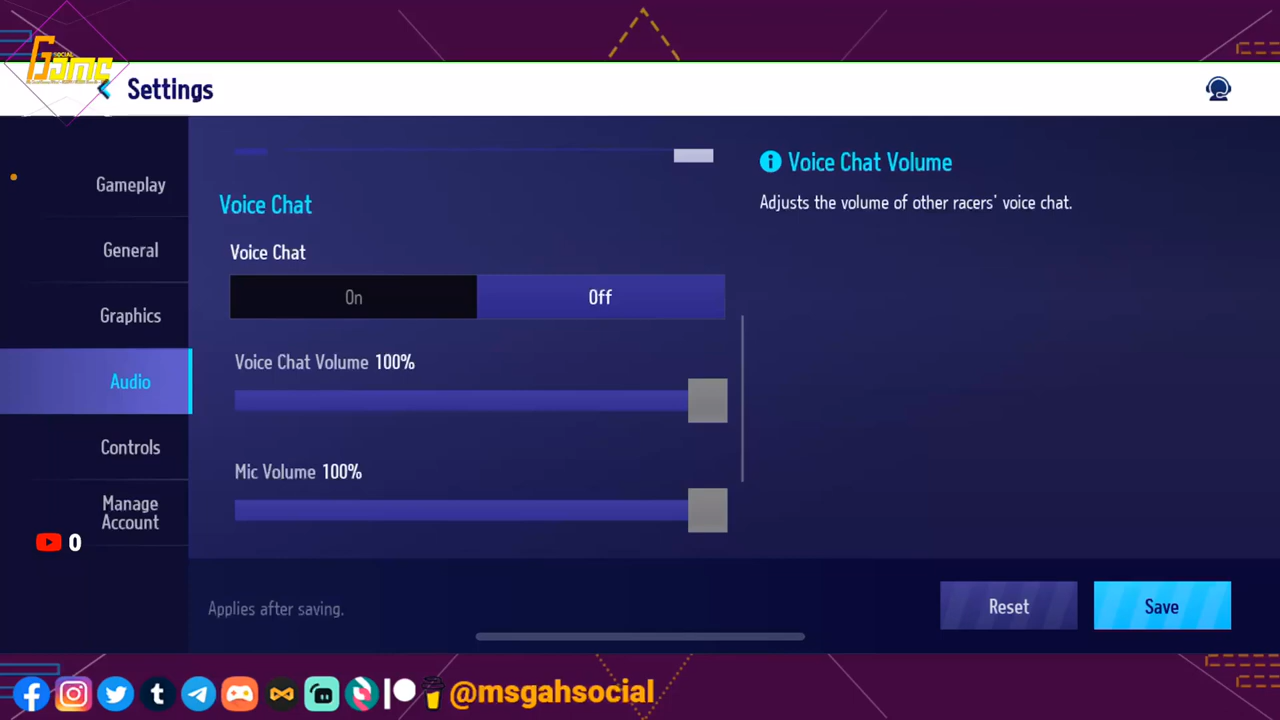 SOCIAL
Game
Settings
Gameplay
General
Graphics
Audio
Controls
Manage
Account
0
Voice Chat
Voice Chat
On
Off
Voice Chat Volume 100%
Mic Volume 100%
Voice Chat Volume
Adjusts the volume of other racers' voice chat.
Applies after saving.
Reset
Save
@msgahsocial